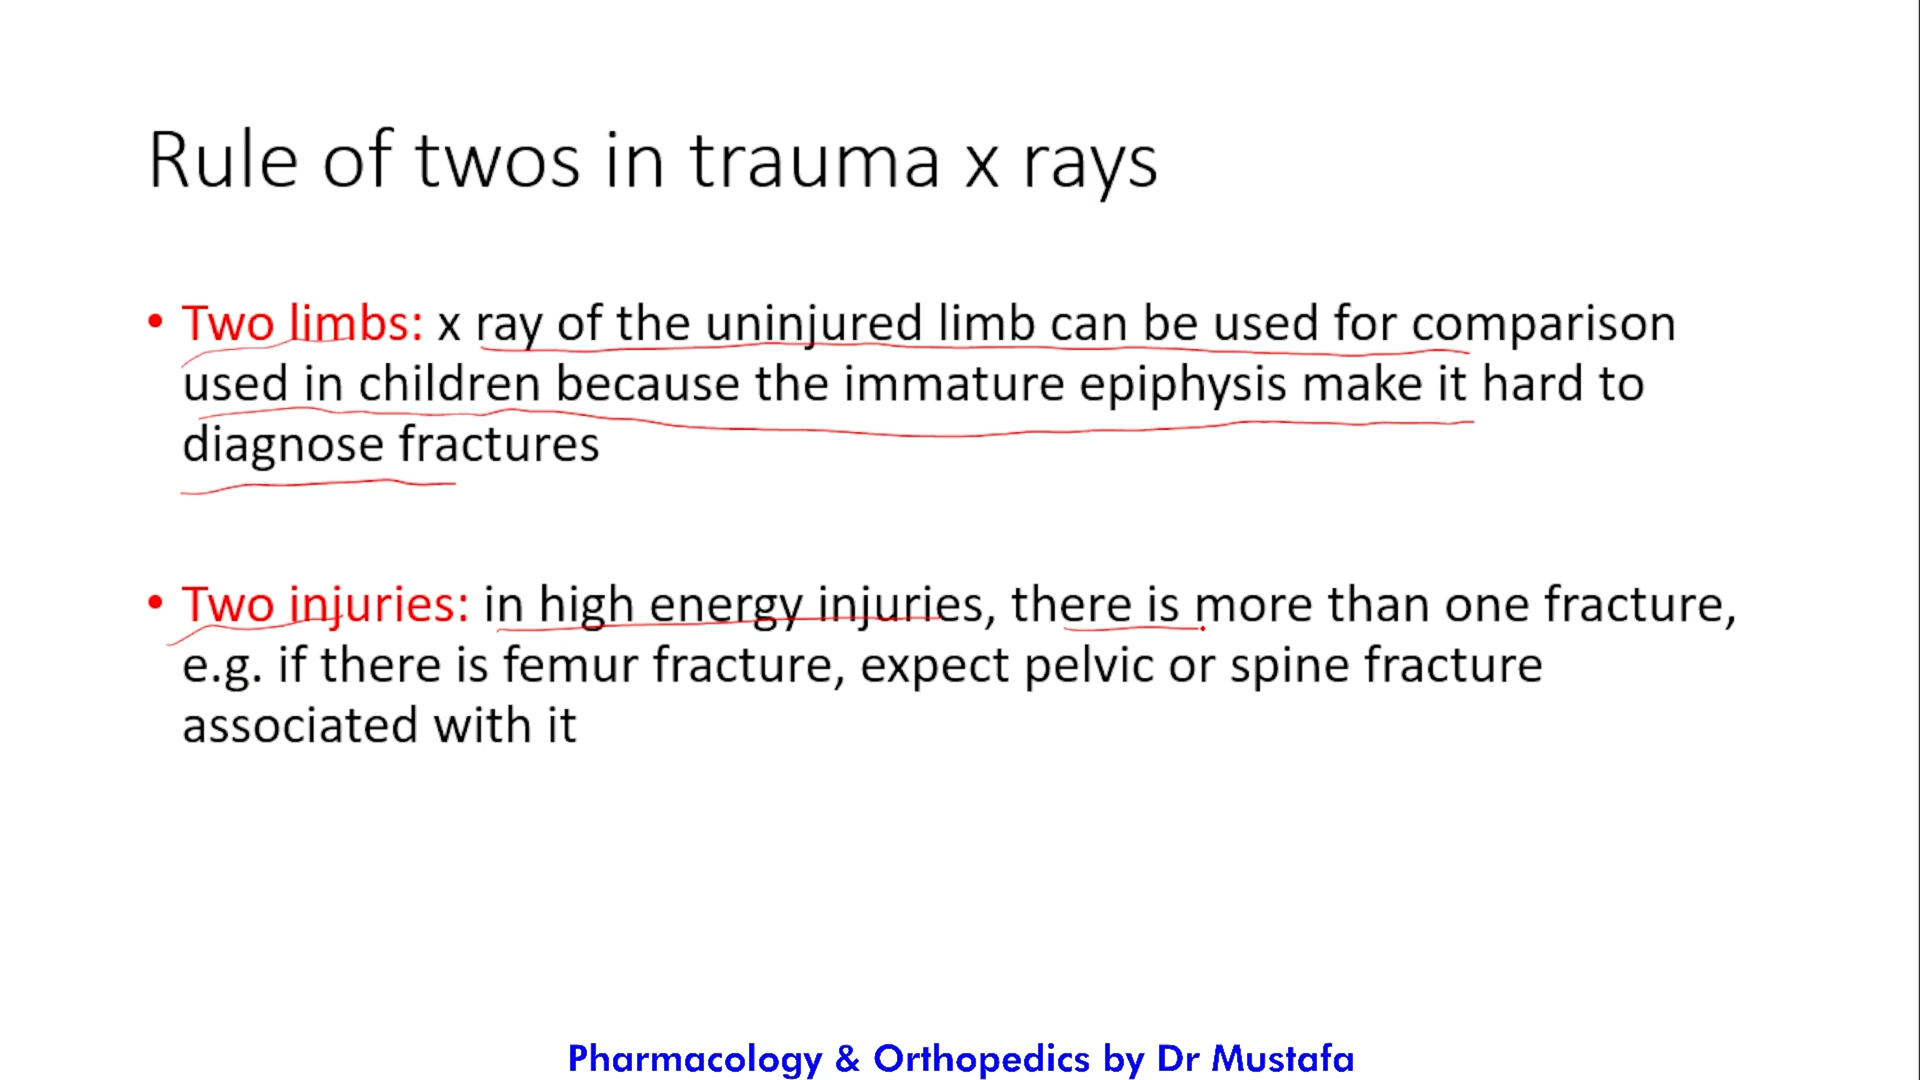 Rule of twos in trauma x rays
• Two limbs: x ray of the uninjured limb can be used for comparison
used in children because the immature epiphysis make it hard to
diagnose fractures
• Two injuries: in high energy injuries, there is more than one fracture,
e.g. if there is femur fracture, expect pelvic or spine fracture
associated with it
Pharmacology & Orthopedics by Dr Mustafa